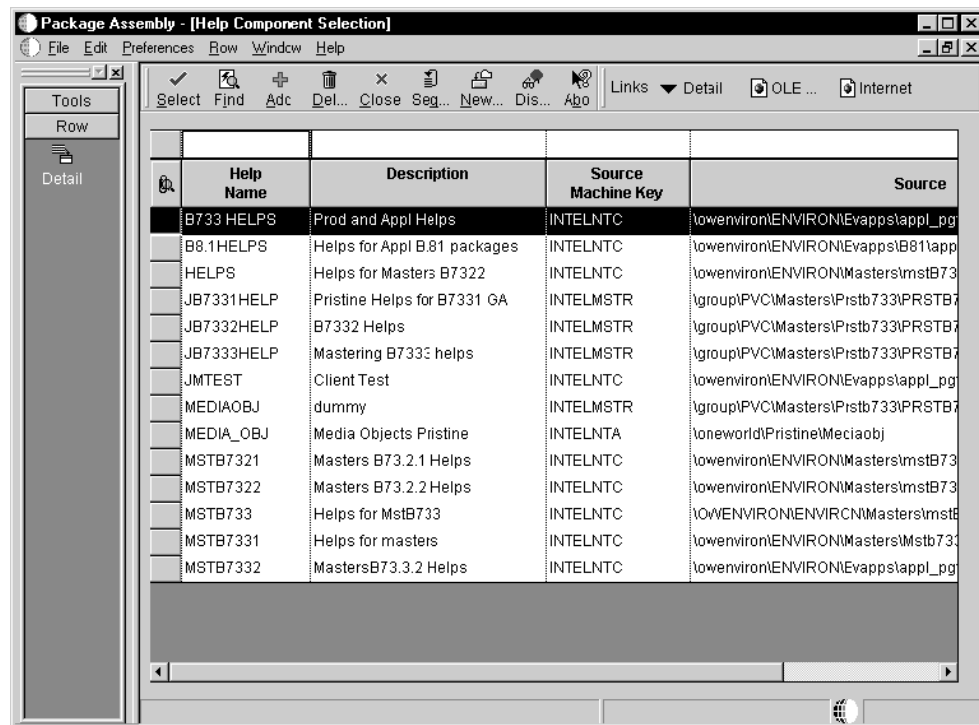 Package Assembly - [Help Component Selection]
File Edit Preferences Row Window Help
Tools
Row
Detail
Select Find Adc Del... Close Seq... New... Dis... Abo Links Detail OLE ... Internet
Help Name Description Source Machine Key Source
B733 HELPS Prod and Appl Helps INTELNTC \owenviron\ENVIRON\Evapps\appl_pg
B8.1HELPS Helps for Appl B.81 packages INTELNTC \owenviron\ENVIRON\Evapps\B81\app
HELPS Helps for Masters B7322 INTELNTC \owenviron\ENVIRON\Masters\mstB73
JB7331HELP Pristine Helps for B7331 GA INTELMSTR \group\PVC\Masters\Prstb733\PRSTB7
JB7332HELP B7332 Helps INTELMSTR \group\PVC\Masters\Prstb733\PRSTB7
JB7333HELP Mastering B7333 helps INTELMSTR \group\PVC\Masters\Prstb733\PRSTB7
JMTEST Client Test INTELNTC \owenviron\ENVIRON\Evapps\appl_pg
MEDIAOBJ dummy INTELMSTR \group\PVC\Masters\Prstb733\PRSTB7
MEDIA_OBJ Media Objects Pristine INTELNTA \oneworld\Pristine\Meciaobj
MSTB7321 Masters B73.2.1 Helps INTELNTC \owenviron\ENVIRON\Masters\mstB73
MSTB7322 Masters B73.2.2 Helps INTELNTC \owenviron\ENVIRON\Masters\mstB73
MSTB733 Helps for MstB733 INTELNTC \OWENVIRON\ENVIRCN\Masters\mstB
MSTB7331 Helps for masters INTELNTC \owenviron\ENVIRON\Masters\Mstb733
MSTB7332 MastersB73.3.2 Helps INTELNTC \owenviron\ENVIRON\Evapps\appl_pg